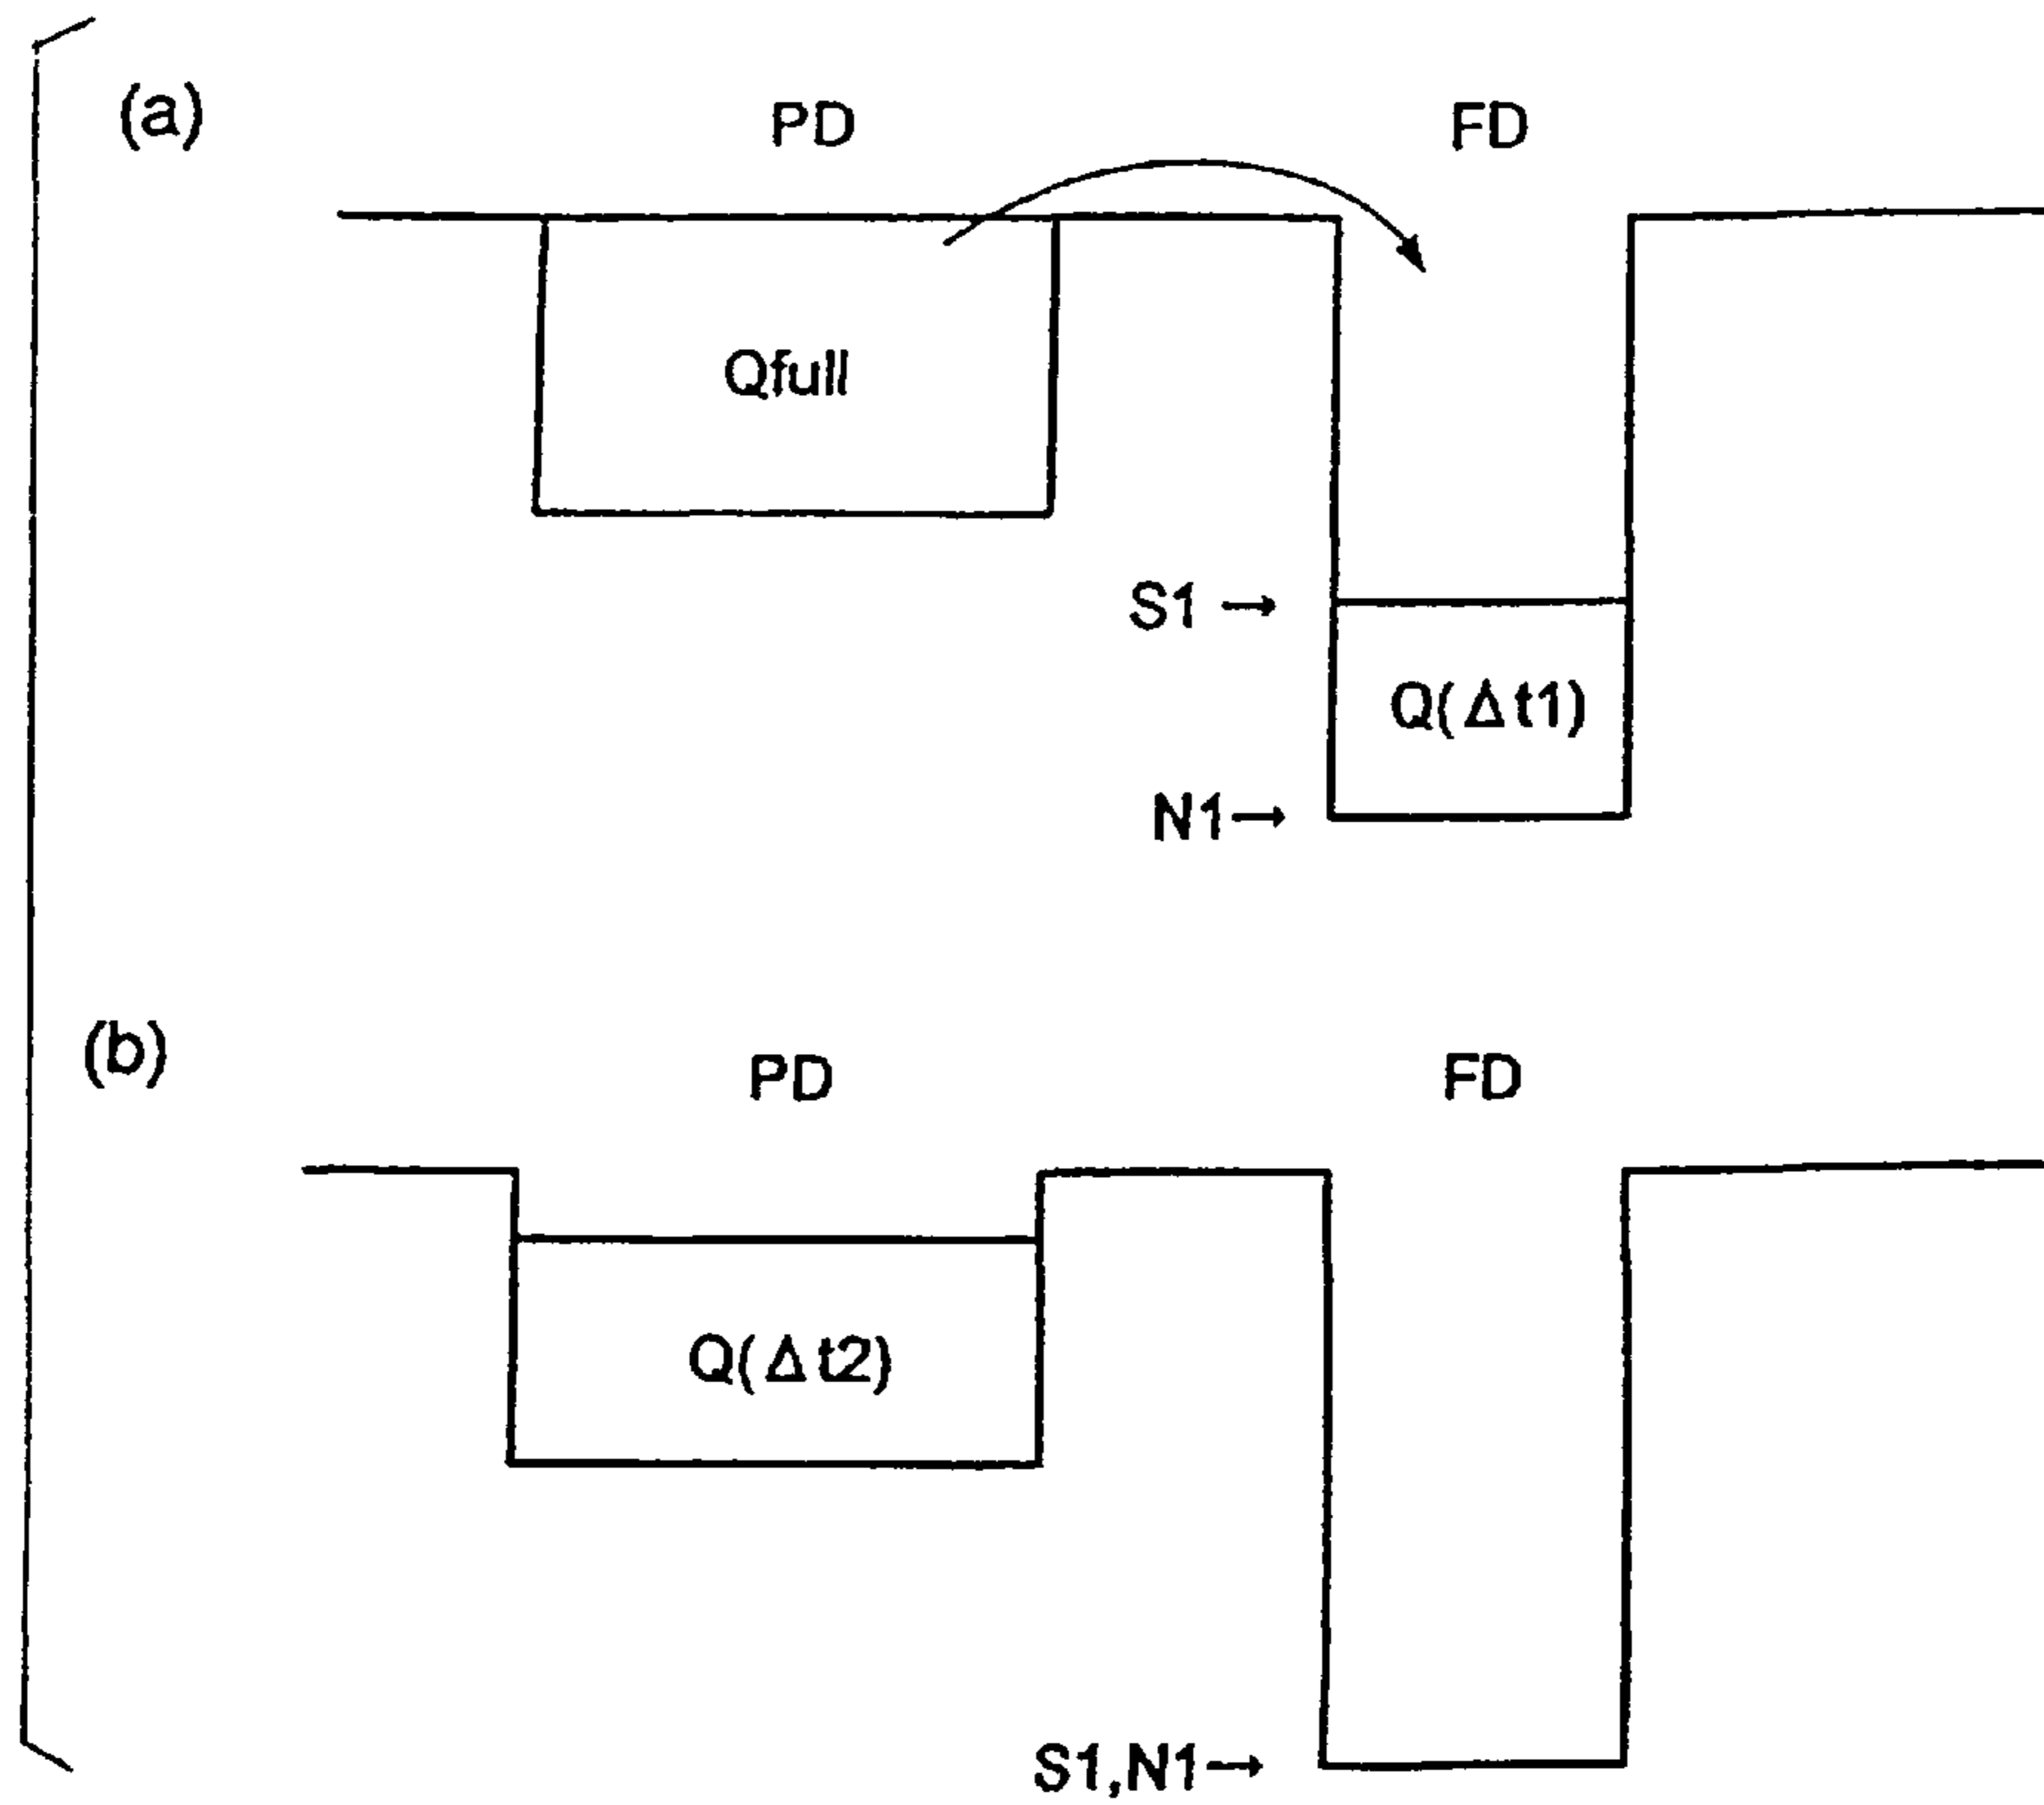 (a)
PD
FD
Qfull
S1→
Q(Δt1)
N1→
(b)
PD
FD
Q(Δt2)
S1,N1→